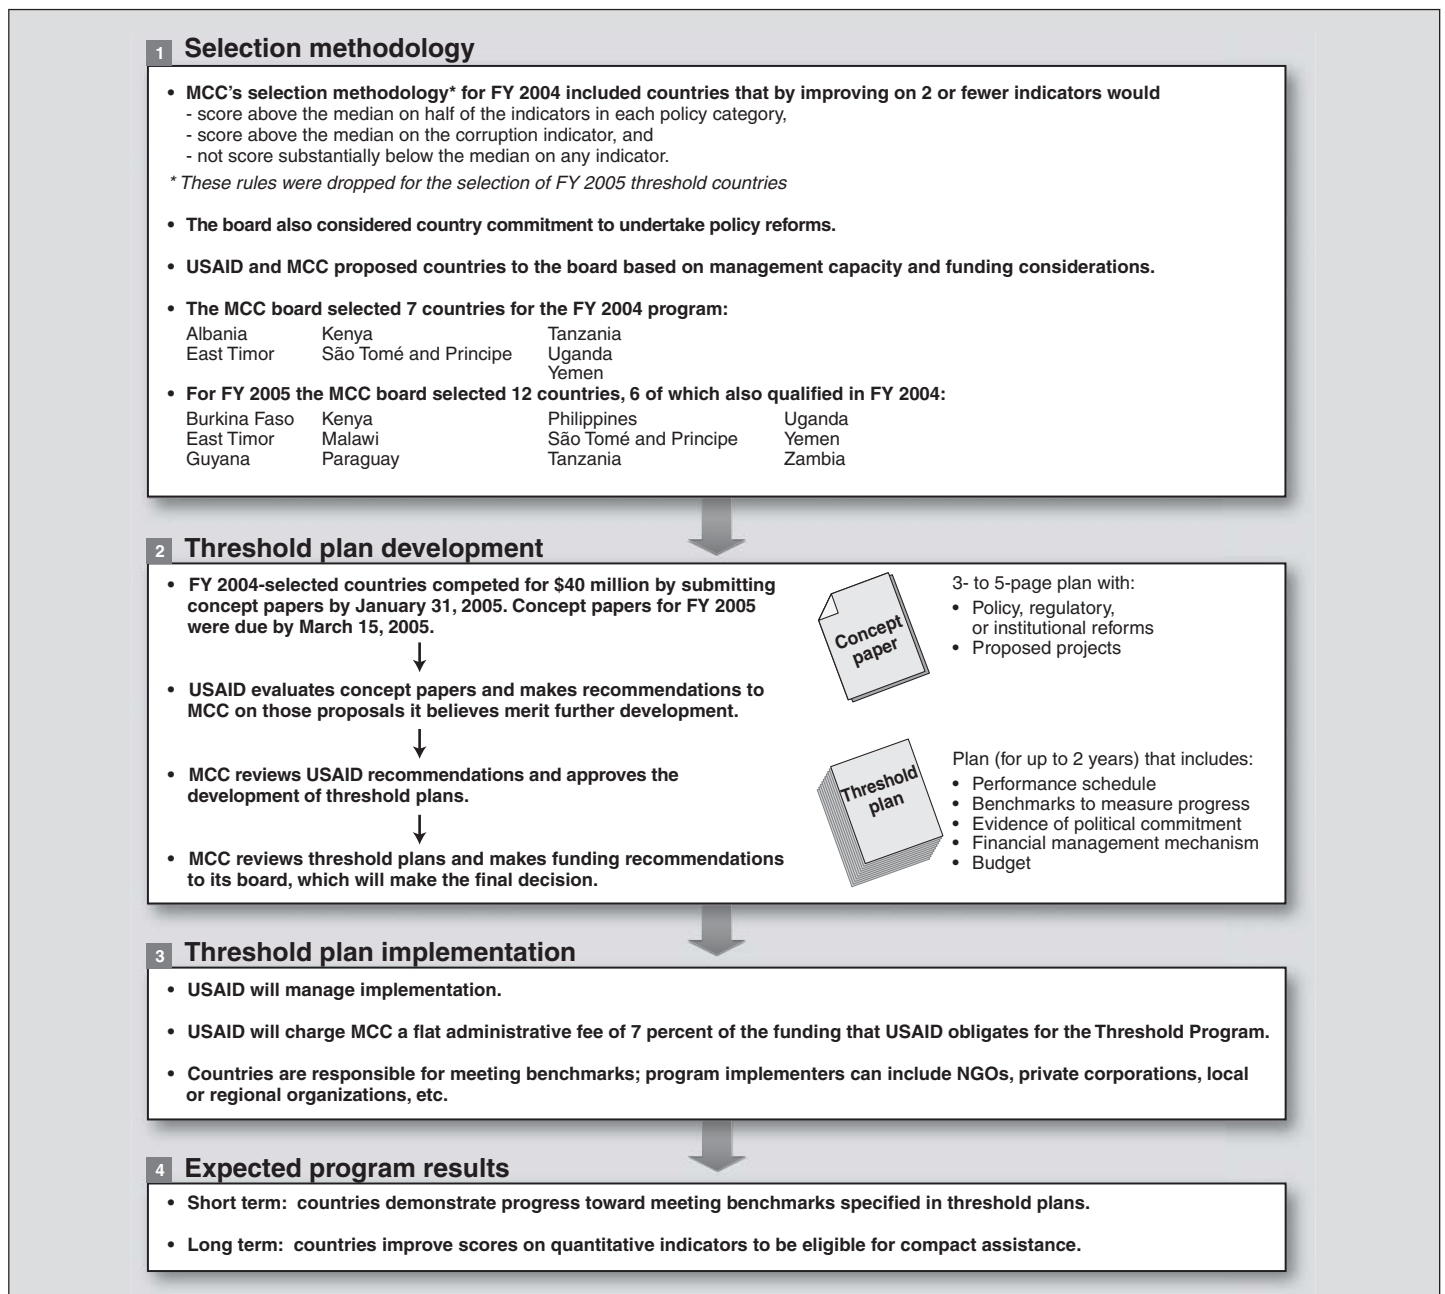 1 Selection methodology
• MCC's selection methodology* for FY 2004 included countries that by improving on 2 or fewer indicators would
- score above the median on half of the indicators in each policy category,
- score above the median on the corruption indicator, and
- not score substantially below the median on any indicator.
* These rules were dropped for the selection of FY 2005 threshold countries
• The board also considered country commitment to undertake policy reforms.
• USAID and MCC proposed countries to the board based on management capacity and funding considerations.
• The MCC board selected 7 countries for the FY 2004 program:
Albania Kenya Tanzania
East Timor São Tomé and Principe Uganda
Yemen
• For FY 2005 the MCC board selected 12 countries, 6 of which also qualified in FY 2004:
Burkina Faso Kenya Philippines Uganda
East Timor Malawi São Tomé and Principe Yemen
Guyana Paraguay Tanzania Zambia
2 Threshold plan development
• FY 2004-selected countries competed for $40 million by submitting
concept papers by January 31, 2005. Concept papers for FY 2005
were due by March 15, 2005.
• USAID evaluates concept papers and makes recommendations to
MCC on those proposals it believes merit further development.
• MCC reviews USAID recommendations and approves the
development of threshold plans.
• MCC reviews threshold plans and makes funding recommendations
to its board, which will make the final decision.
Concept
paper
3- to 5-page plan with:
• Policy, regulatory,
or institutional reforms
• Proposed projects
Threshold
plan
Plan (for up to 2 years) that includes:
• Performance schedule
• Benchmarks to measure progress
• Evidence of political commitment
• Financial management mechanism
• Budget
3 Threshold plan implementation
• USAID will manage implementation.
• USAID will charge MCC a flat administrative fee of 7 percent of the funding that USAID obligates for the Threshold Program.
• Countries are responsible for meeting benchmarks; program implementers can include NGOs, private corporations, local
or regional organizations, etc.
4 Expected program results
• Short term: countries demonstrate progress toward meeting benchmarks specified in threshold plans.
• Long term: countries improve scores on quantitative indicators to be eligible for compact assistance.